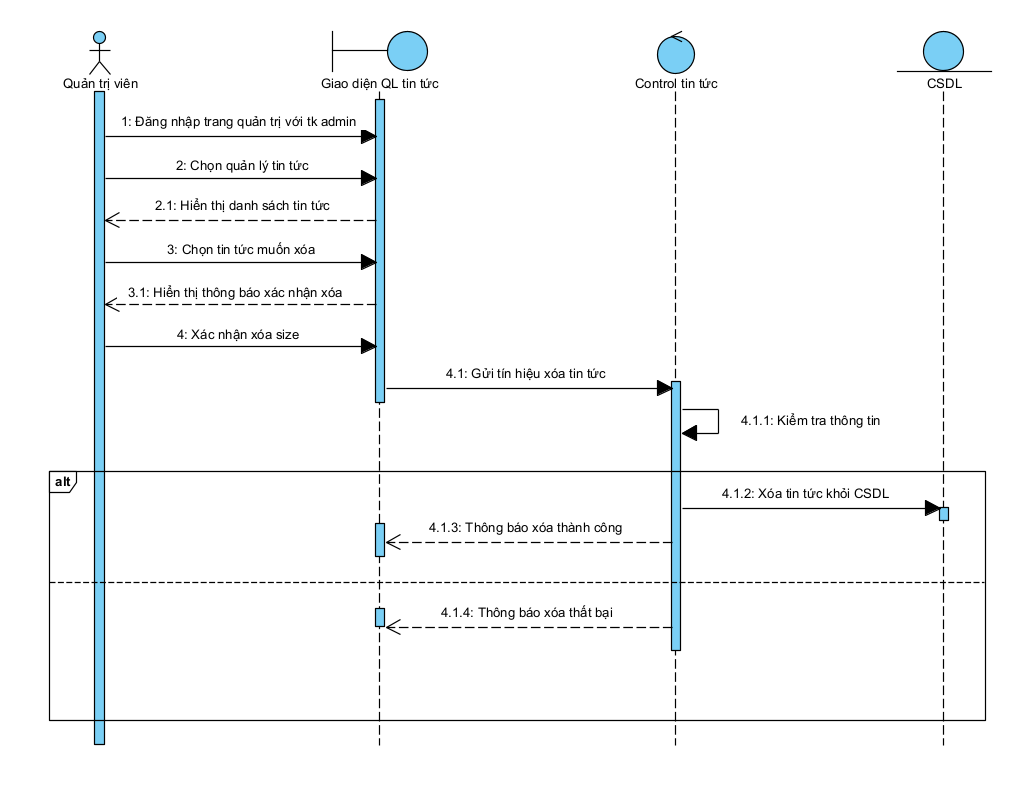 Quản trị viên
Giao diện QL tin tức
Control tin tức
CSDL
1: Đăng nhập trang quản trị với tk admin
2: Chọn quản lý tin tức
2.1: Hiển thị danh sách tin tức
3: Chọn tin tức muốn xóa
3.1: Hiển thị thông báo xác nhận xóa
4: Xác nhận xóa size
4.1: Gửi tín hiệu xóa tin tức
4.1.1: Kiểm tra thông tin
alt
4.1.2: Xóa tin tức khỏi CSDL
4.1.3: Thông báo xóa thành công
4.1.4: Thông báo xóa thất bại